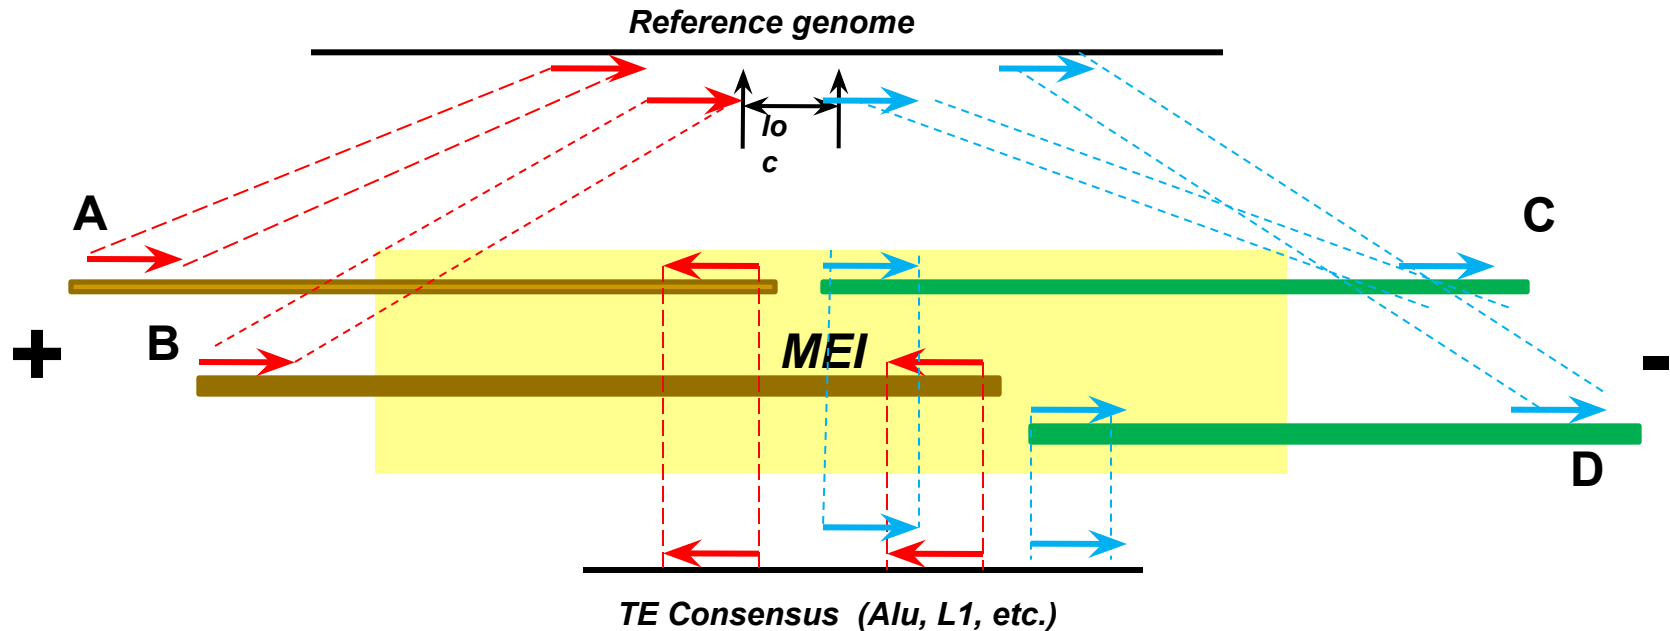 Reference genome
lo
c
A
C
B
MEI
+
-
D
TE Consensus (Alu, L1, etc.)